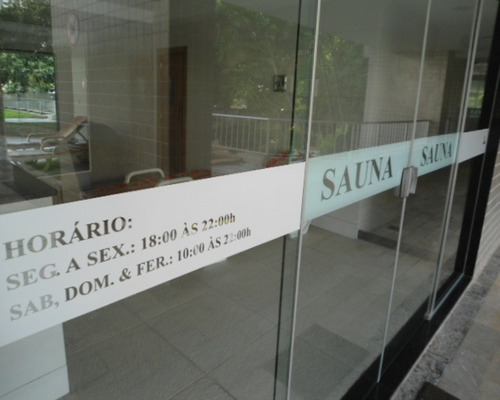 HORÁRIO:
SEG. A SEX.: 18:00 ÀS 22:00h
SAB, DOM. & FER.: 10:00 ÀS 22:00h
SAUNA
SAUNA